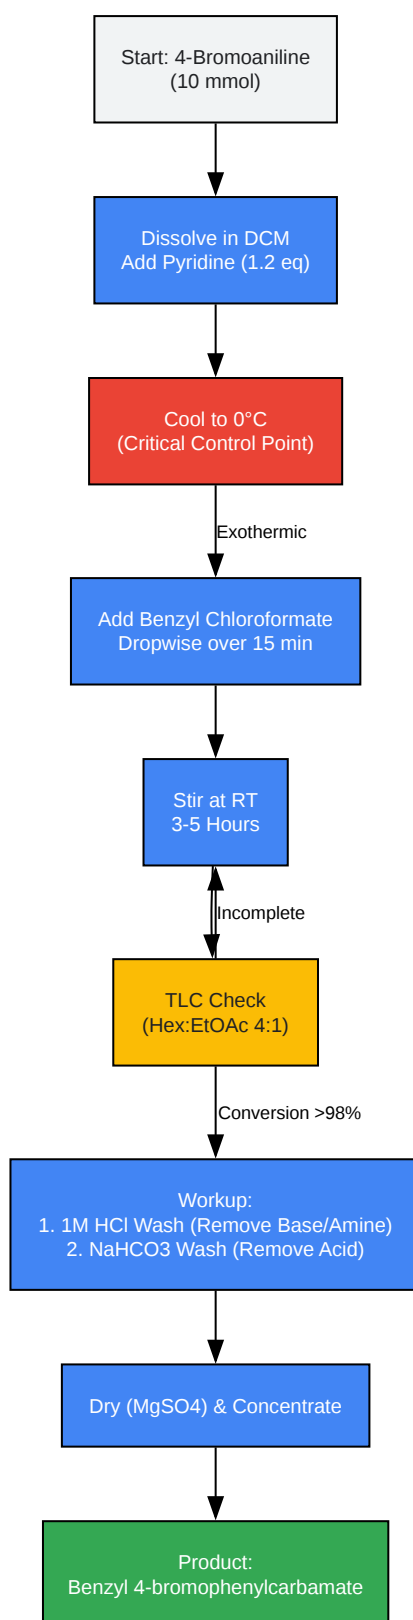 Start: 4-Bromoaniline
(10 mmol)
Dissolve in DCM
Add Pyridine (1.2 eq)
Cool to 0°C
(Critical Control Point)
Exothermic
Add Benzyl Chloroformate
Dropwise over 15 min
Stir at RT
3-5 Hours
Incomplete
TLC Check
(Hex:EtOAc 4:1)
Conversion >98%
Workup:
1. 1M HCl Wash (Remove Base/Amine)
2. NaHCO3 Wash (Remove Acid)
Dry (MgSO4) & Concentrate
Product:
Benzyl 4-bromophenylcarbamate